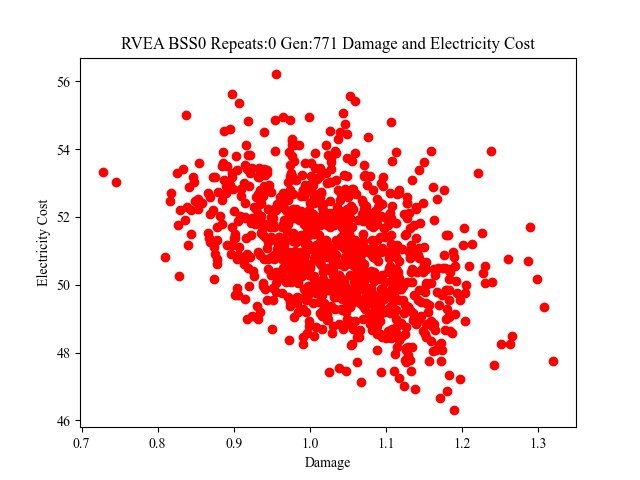 RVEA BSS0 Repeats:0 Gen:771 Damage and Electricity Cost
56
54
52
50
48
46
Electricity Cost
0.7 0.8 0.9 1.0 1.1 1.2 1.3
Damage